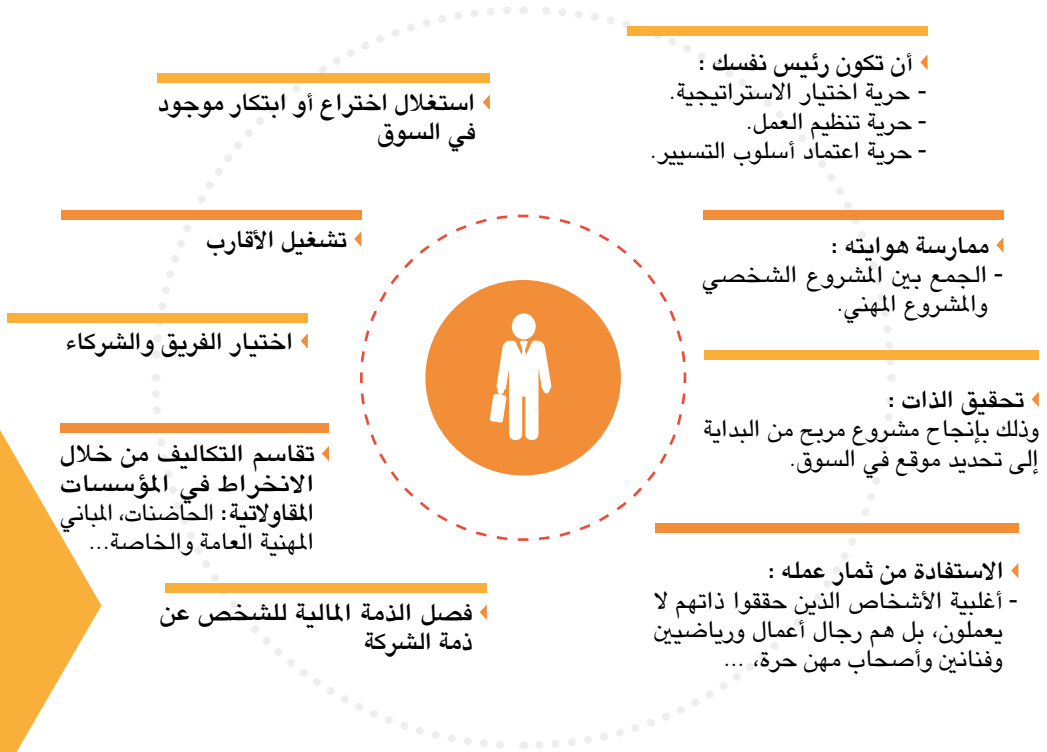 أن تكون رئيس نفسك :
- حرية اختيار الاستراتيجية.
- حرية تنظيم العمل.
- حرية اعتماد أسلوب التسيير.
ممارسة هوايته :
- الجمع بين المشروع الشخصي
والمشروع المهني.
تحقيق الذات :
وذلك بإنجاح مشروع مربح من البداية
إلى تحديد موقع في السوق.
الاستفادة من ثمار عمله :
- أغلبية الأشخاص الذين حققوا ذاتهم لا
يعملون، بل هم رجال أعمال ورياضيين
وفنانين وأصحاب مهن حرة، ...
استغلال اختراع أو ابتكار موجود
في السوق
تشغيل الأقارب
اختيار الفريق والشركاء
تقاسم التكاليف من خلال
الانخراط في المؤسسات
المقاولاتية: الحاضنات، المباني
المهنية العامة والخاصة...
فصل الذمة المالية للشخص عن
ذمة الشركة